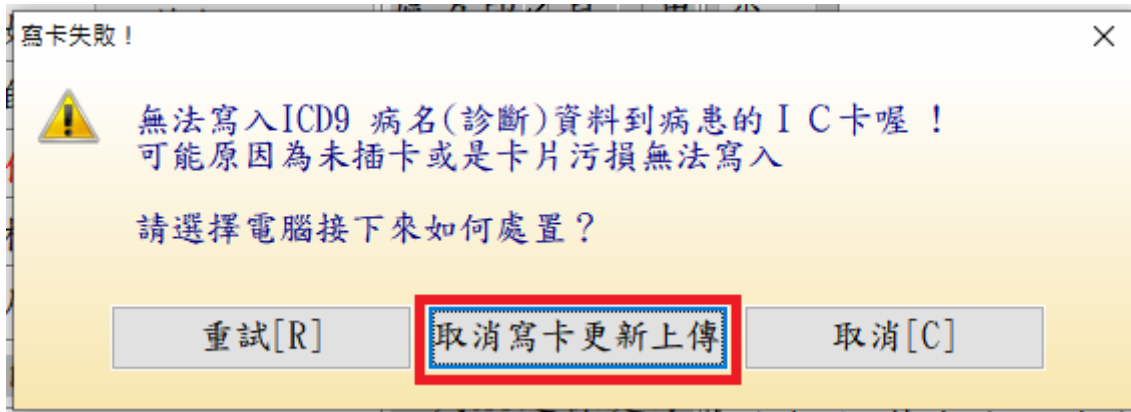 寫卡失敗！
無法寫入ICD9 病名(診斷)資料到病患的ＩＣ卡喔 ！
可能原因為未插卡或是卡片污損無法寫入
請選擇電腦接下來如何處置？
重試[R]
取消寫卡更新上傳
取消[C]